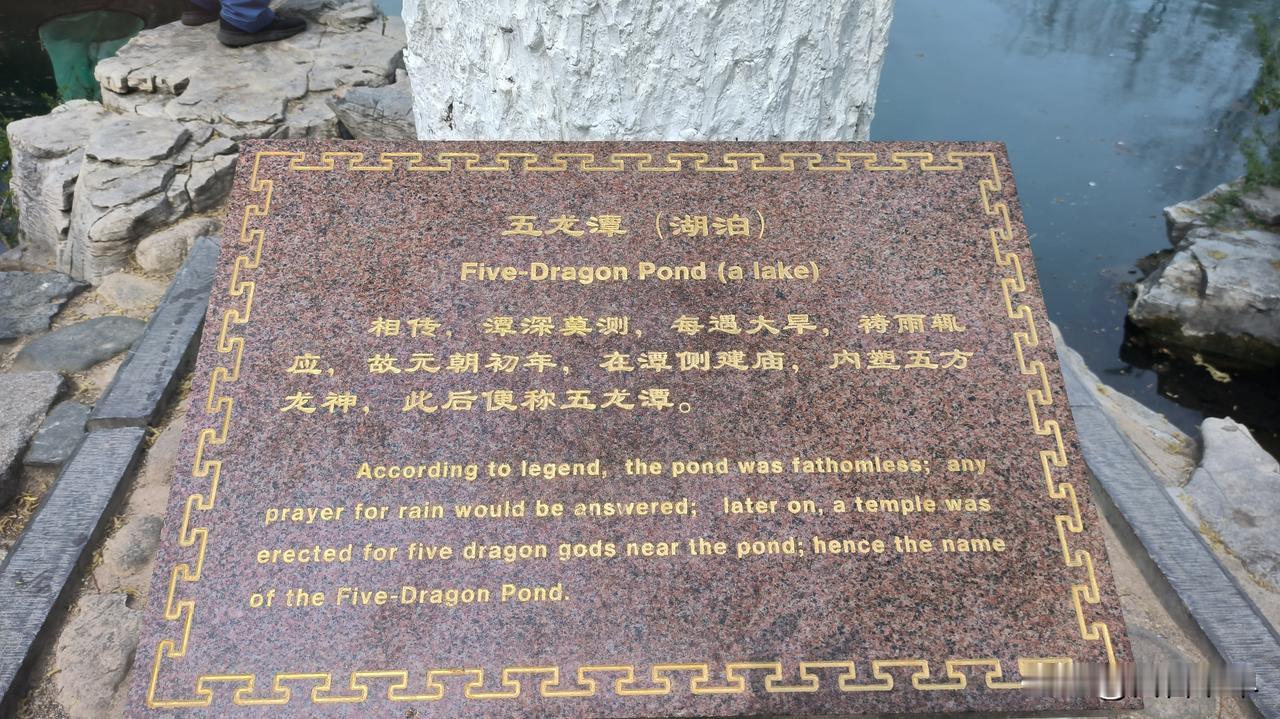 五龙潭（湖泊）
Five-Dragon Pond (a lake)
相传，潭深莫测，每遇大旱，祷雨辄
应，故元朝初年，在潭侧建庙，内塑五方
龙神，此后便称五龙潭。
According to legend, the pond was fathomless; any
prayer for rain would be answered; later on, a temple was
erected for five dragon gods near the pond; hence the name
of the Five-Dragon Pond.